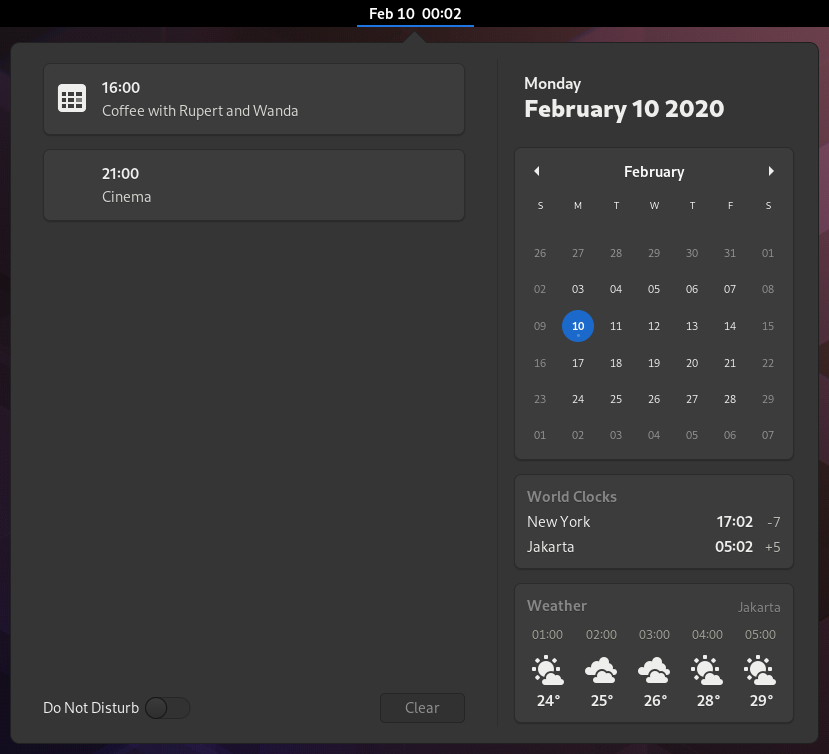 Feb 10 00:02
16:00
Coffee with Rupert and Wanda
21:00
Cinema
Do Not Disturb
Clear
Monday
February 10 2020
February
S M T W T F S
26 27 28 29 30 31 01
02 03 04 05 06 07 08
09 10 11 12 13 14 15
16 17 18 19 20 21 22
23 24 25 26 27 28 29
01 02 03 04 05 06 07
World Clocks
New York 17:02 -7
Jakarta 05:02 +5
Weather Jakarta
01:00 02:00 03:00 04:00 05:00
24° 25° 26° 28° 29°